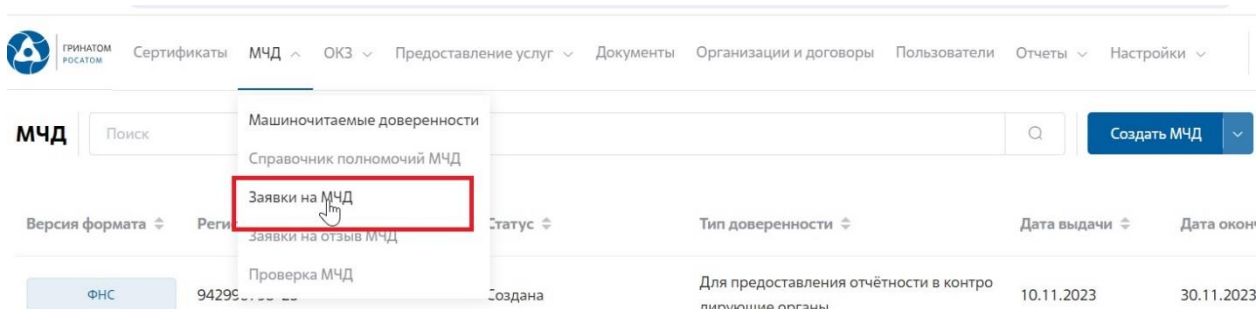 ГРИНАТОМ
РОСАТОМ
Сертификаты МЧД ОКЗ Предоставление услуг Документы Организации и договоры Пользователи Отчеты Настройки
МЧД Поиск Создать МЧД
Машиночитаемые доверенности
Справочник полномочий МЧД
Заявки на МЧД
Заявки на отзыв МЧД
Проверка МЧД
Версия формата Статус Тип доверенности Дата выдачи
ФНС Создана Для предоставления отчётности в контро
лирующие органы 10.11.2023 30.11.2023